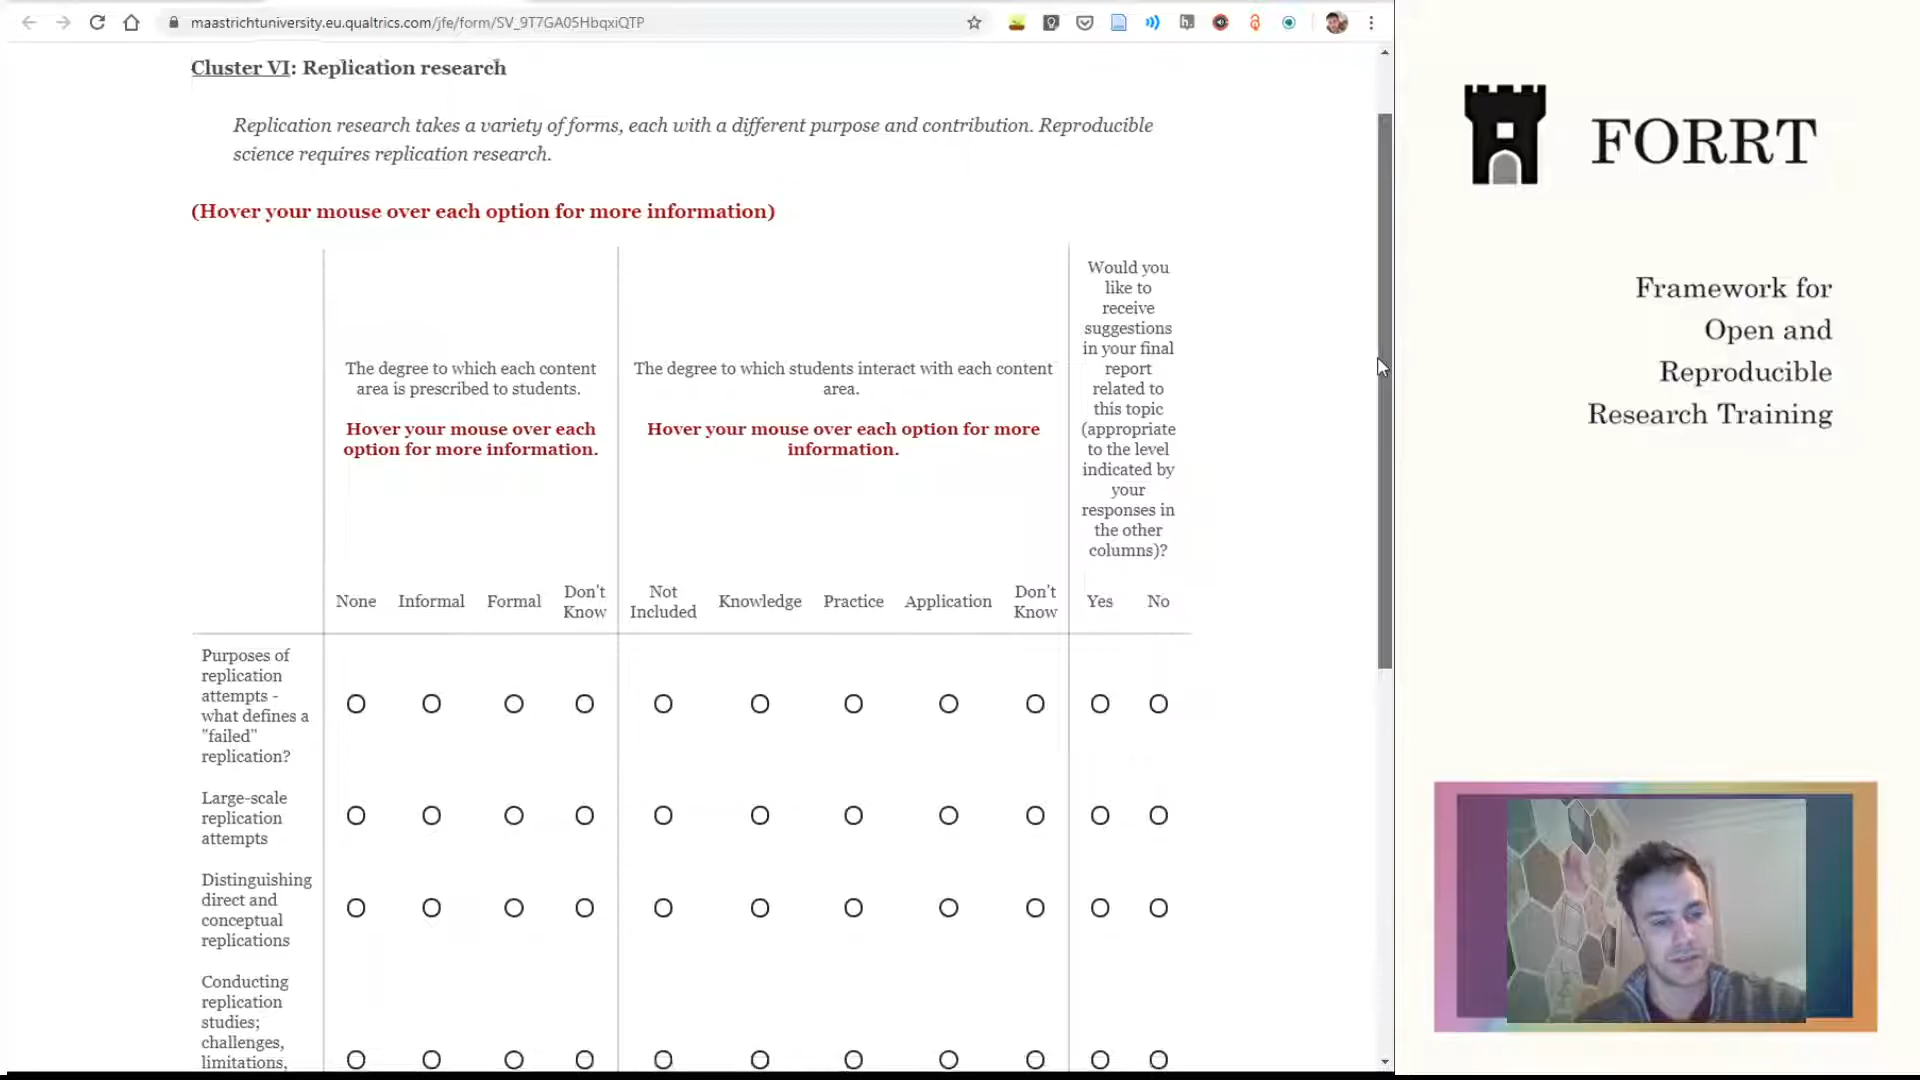 maastrichtuniversity.eu.qualtrics.com/jfe/form/SV_9T7GA05HbqxiQTP
Cluster VI: Replication research
Replication research takes a variety of forms, each with a different purpose and contribution. Reproducible
science requires replication research.
(Hover your mouse over each option for more information)
The degree to which each content
area is prescribed to students.
Hover your mouse over each
option for more information.
The degree to which students interact with each content
area.
Hover your mouse over each option for more
information.
Would you
like to
receive
suggestions
in your final
report
related to
this topic
(appropriate
to the level
indicated by
your
responses in
the other
columns)?
None Informal Formal Don't Know Not Included Knowledge Practice Application Don't Know Yes No
Purposes of
replication
attempts -
what defines a
"failed"
replication?
Large-scale
replication
attempts
Distinguishing
direct and
conceptual
replications
Conducting
replication
studies;
challenges,
limitations,
FORRT
Framework for
Open and
Reproducible
Research Training